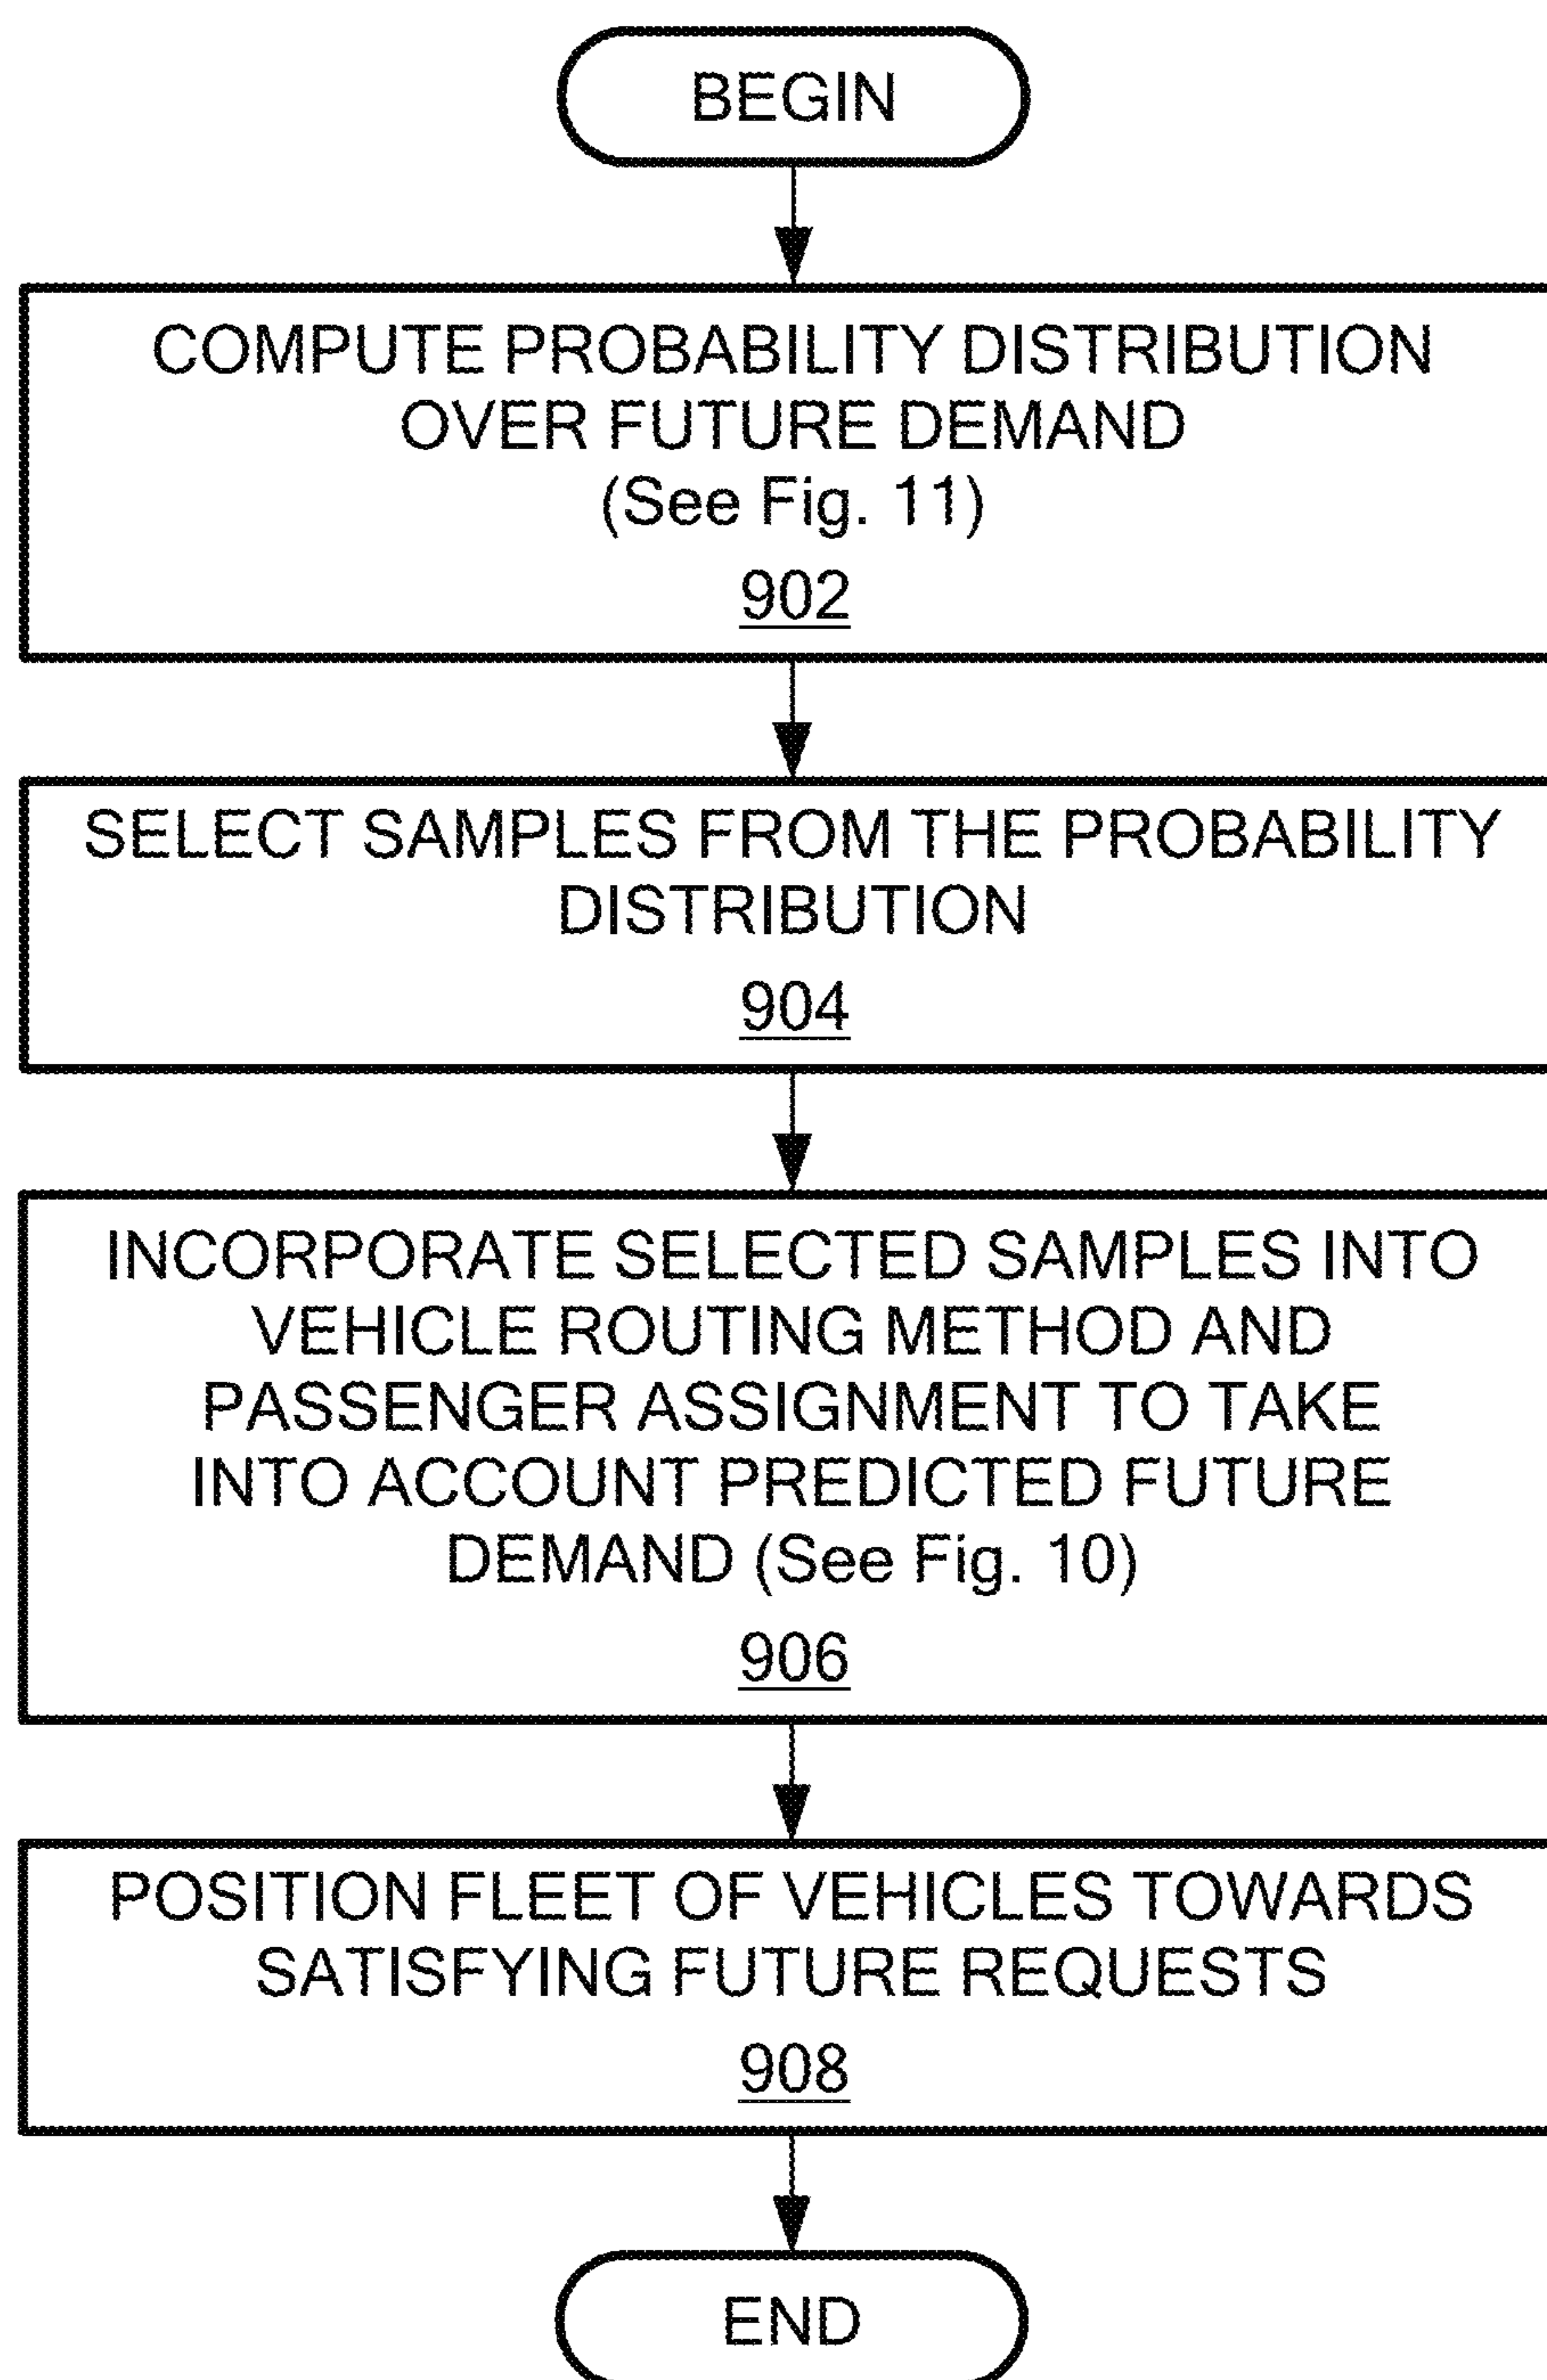 BEGIN
COMPUTE PROBABILITY DISTRIBUTION
OVER FUTURE DEMAND
(See Fig. 11)
902
SELECT SAMPLES FROM THE PROBABILITY
DISTRIBUTION
904
INCORPORATE SELECTED SAMPLES INTO
VEHICLE ROUTING METHOD AND
PASSENGER ASSIGNMENT TO TAKE
INTO ACCOUNT PREDICTED FUTURE
DEMAND (See Fig. 10)
906
POSITION FLEET OF VEHICLES TOWARDS
SATISFYING FUTURE REQUESTS
908
END